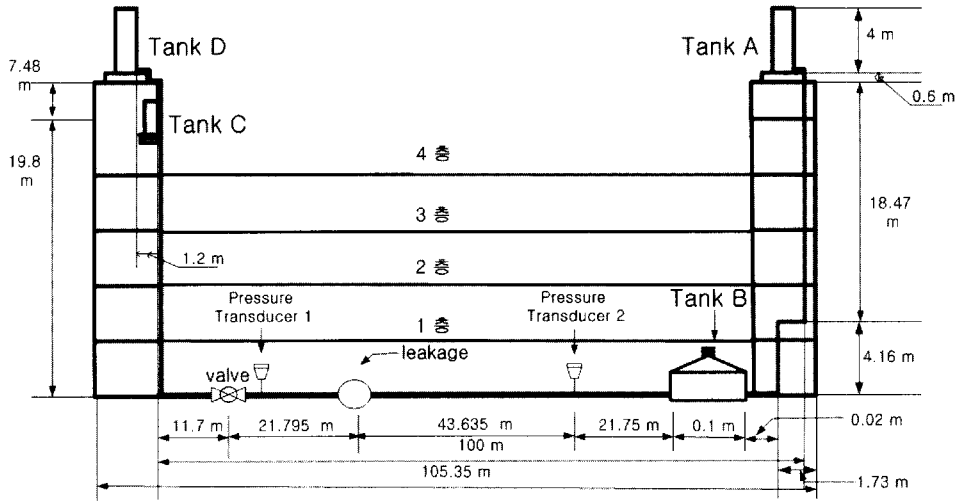 Tank D
Tank A
4 m
7.48
m
0.6 m
Tank C
4 층
19.8
m
3 층
18.47
m
1.2 m
2 층
Pressure
Transducer 1
Pressure
Transducer 2
Tank B
1 층
leakage
4.16 m
valve
0.02 m
11.7 m
21.795 m
43.635 m
21.75 m
0.1 m
100 m
105.35 m
1.73 m